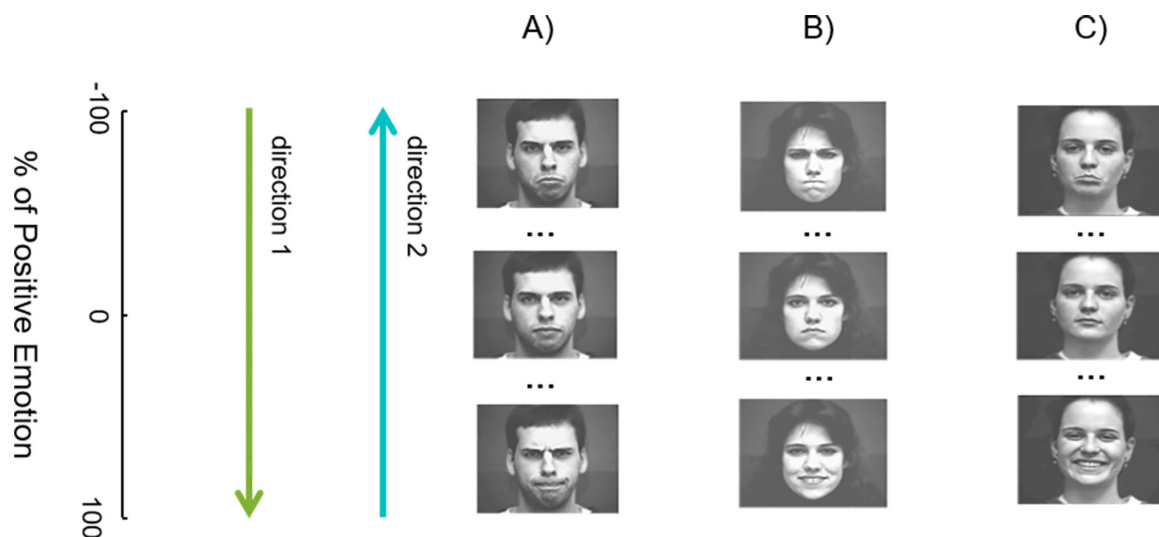 A)
B)
C)
% of Positive Emotion
-100
0
100
direction 1
direction 2
...
...
...
...
...
...